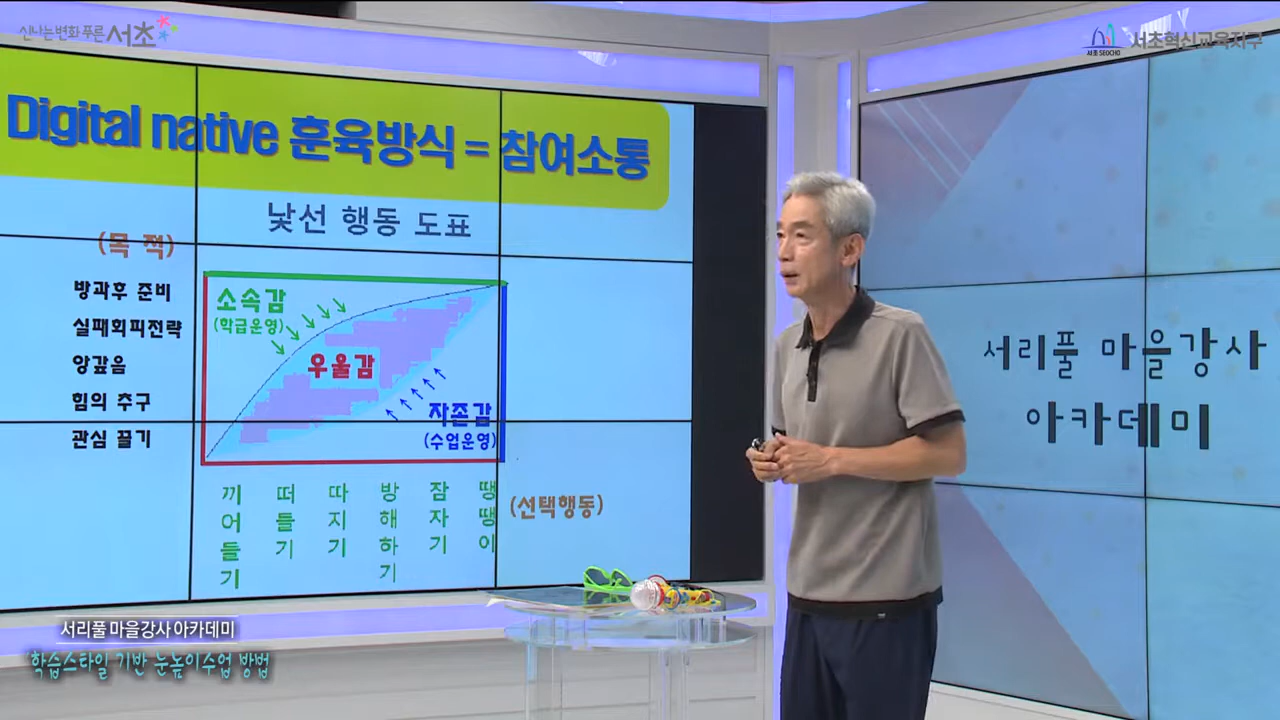 신나는 변화 푸른 서초
서초 SEOCHO
서초혁신교육지구
Digital native 훈육방식 = 참여소통
낯선 행동 도표
(목 적)
방과후 준비
실패회피전략
앙갚음
힘의 추구
관심 끌기
소속감
(학급운영)
우울감
자존감
(수업운영)
끼어들기
떠들기
따지기
방해하기
잠자기
땡땡이
(선택행동)
서리풀 마을강사
아카데미
서리풀 마을강사 아카데미
학습스타일 기반 눈높이수업 방법